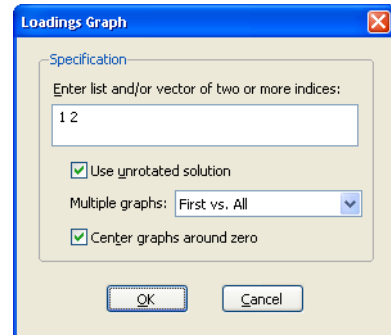 Loadings Graph
Specification
Enter list and/or vector of two or more indices:
1 2
Use unrotated solution
Multiple graphs: First vs. All
Center graphs around zero
OK Cancel